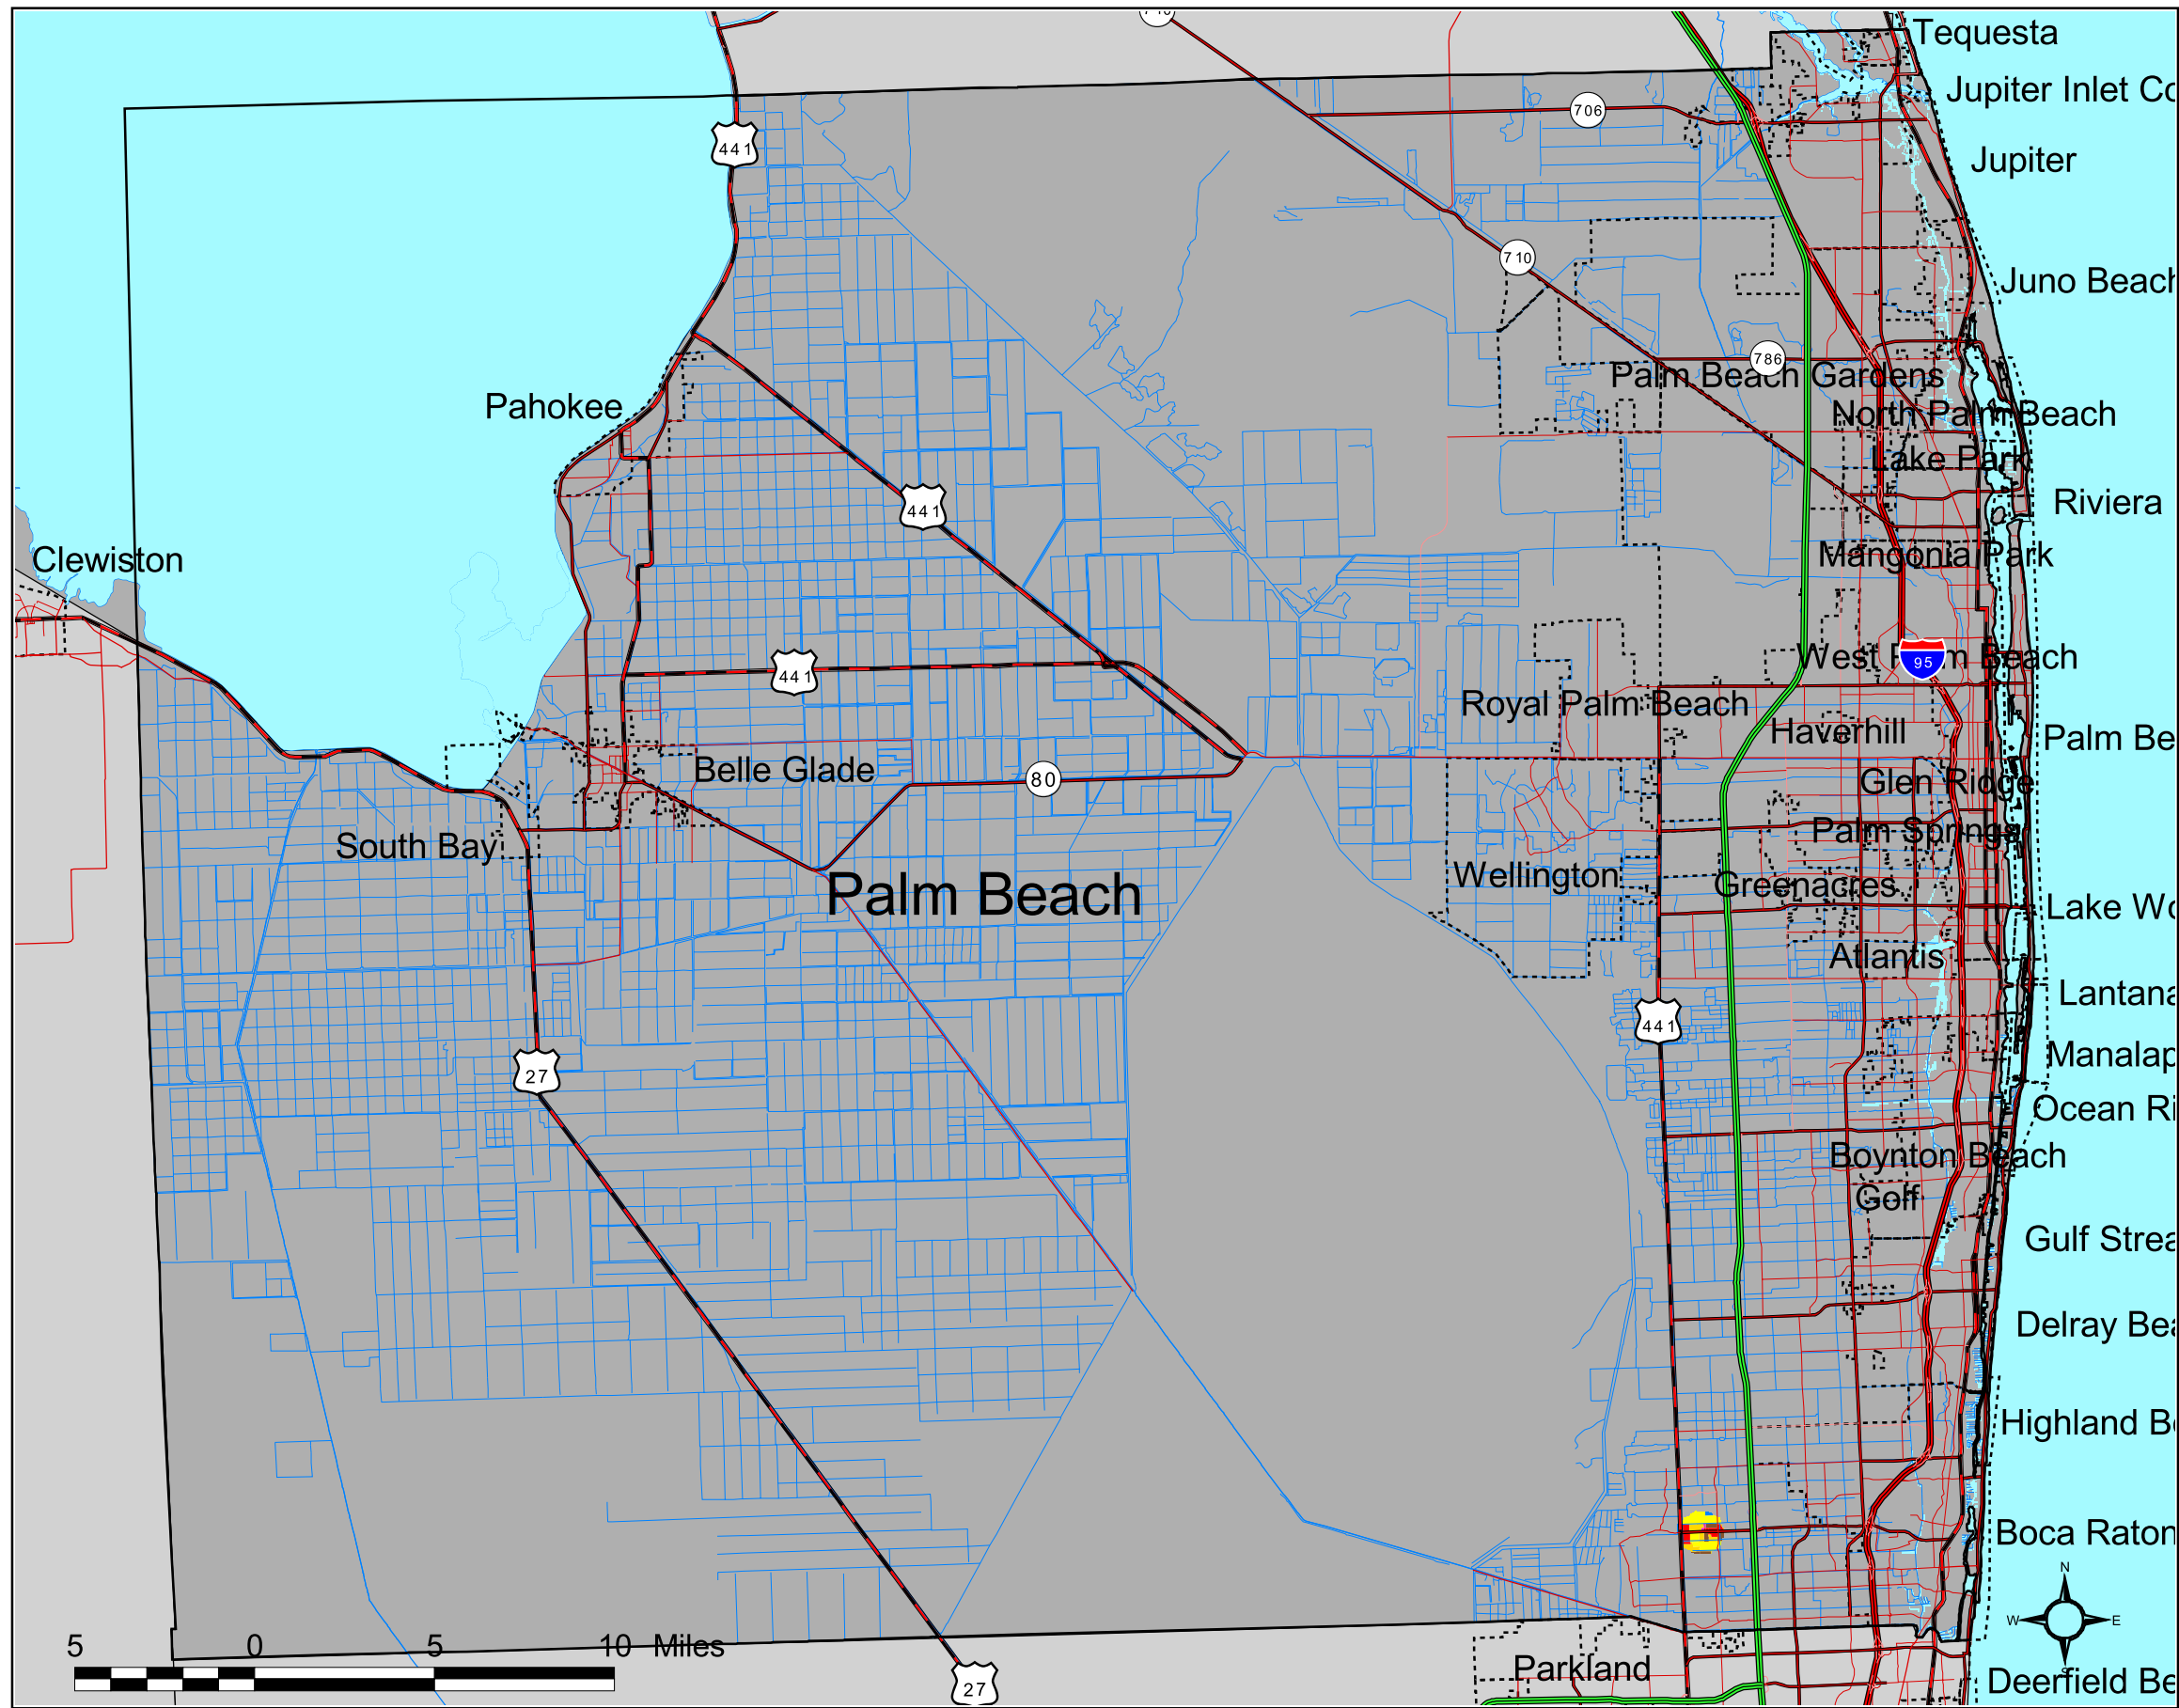 Tequesta
Jupiter Inlet Co
706
Jupiter
441
710
Juno Beach
786
Palm Beach Gardens
Pahokee
North Palm Beach
Lake Park
Riviera
441
Clewiston
Mangonia Park
441
West Palm Beach
95
Royal Palm Beach
Haverhill
Palm Be
Belle Glade
80
Glen Ridge
South Bay
Palm Springs
Wellington
Greenacres
Palm Beach
Lake Wo
Atlantis
Lantana
441
Manalap
27
Ocean Ri
Boynton Beach
Golf
Gulf Strea
Delray Bea
Highland Be
Boca Raton
N
W E
S
5 0 5 10 Miles
Parkland
27
Deerfield Be